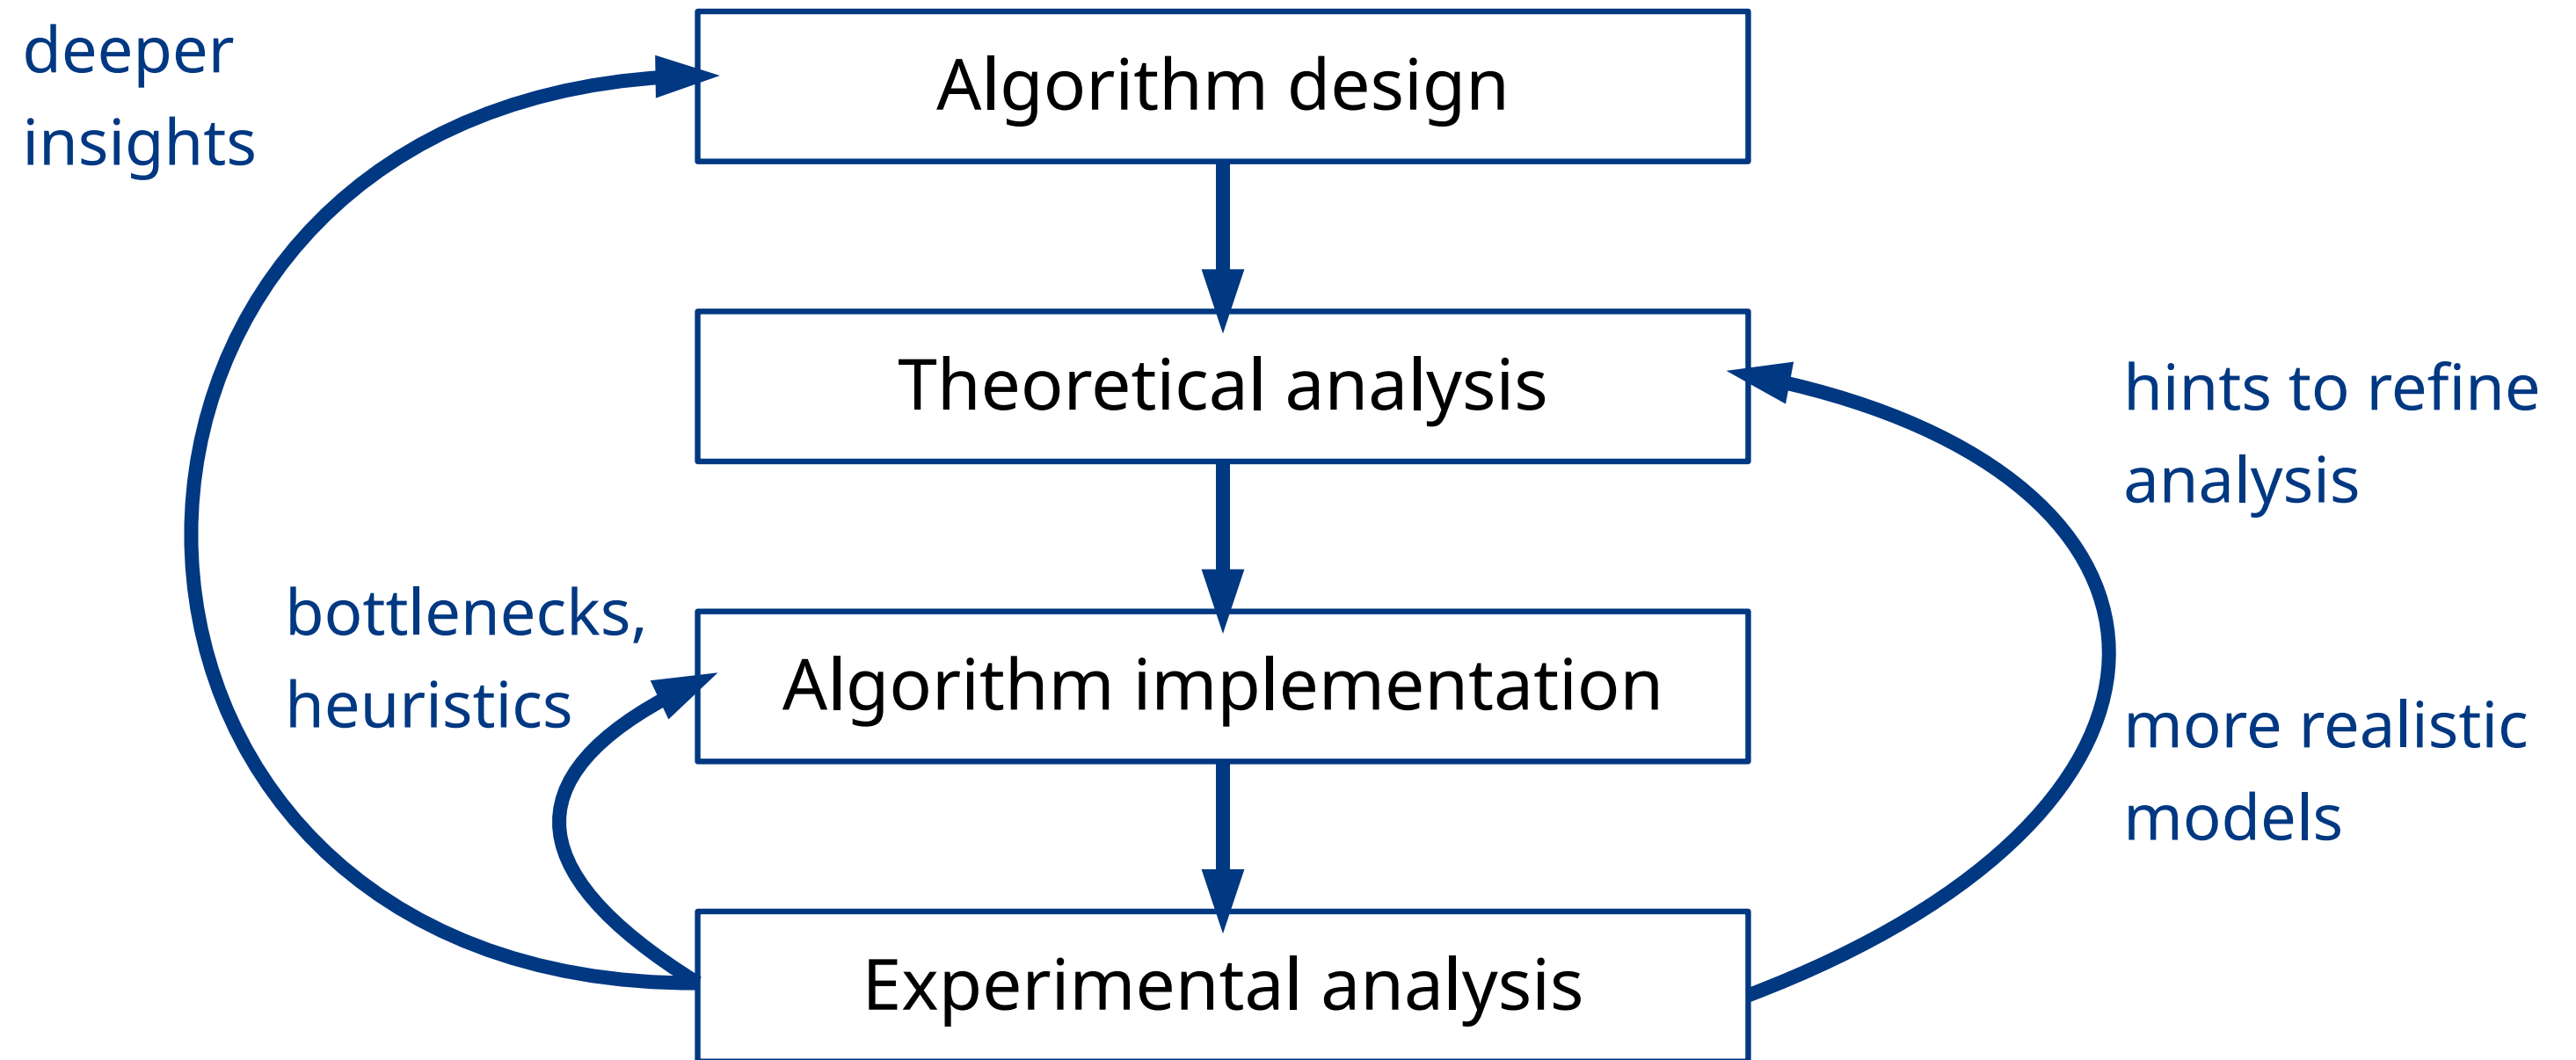 deeper
insights
Algorithm design
Theoretical analysis
hints to refine
analysis
bottlenecks,
heuristics
Algorithm implementation
more realistic
models
Experimental analysis